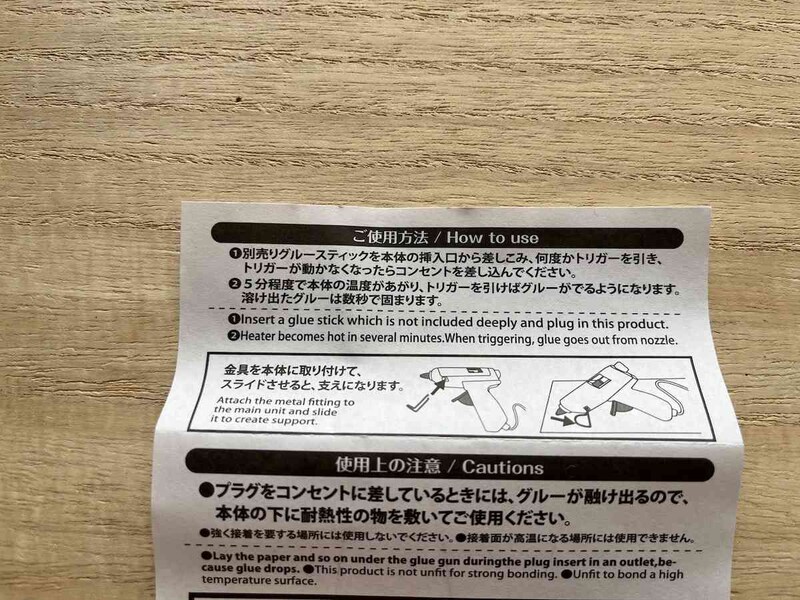 ご使用方法 / How to use
❶別売りグルースティックを本体の挿入口から差しこみ、何度かトリガーを引き、
トリガーが動かなくなったらコンセントを差し込んでください。
❷５分程度で本体の温度があがり、トリガーを引けばグルーがでるようになります。
溶け出たグルーは数秒で固まります。
❶Insert a glue stick which is not included deeply and plug in this product.
❷Heater becomes hot in several minutes.When triggering, glue goes out from nozzle.
金具を本体に取り付けて、
スライドさせると、支えになります。
Attach the metal fitting to
the main unit and slide
it to create support.
使用上の注意 / Cautions
●プラグをコンセントに差しているときには、グルーが融け出るので、
本体の下に耐熱性の物を敷いてご使用ください。
●強く接着を要する場所には使用しないでください。●接着面が高温になる場所には使用できません。
●Lay the paper and so on under the glue gun duringthe plug insert in an outlet,be-
cause glue drops. ●This product is not unfit for strong bonding. ●Unfit to bond a high
temperature surface.